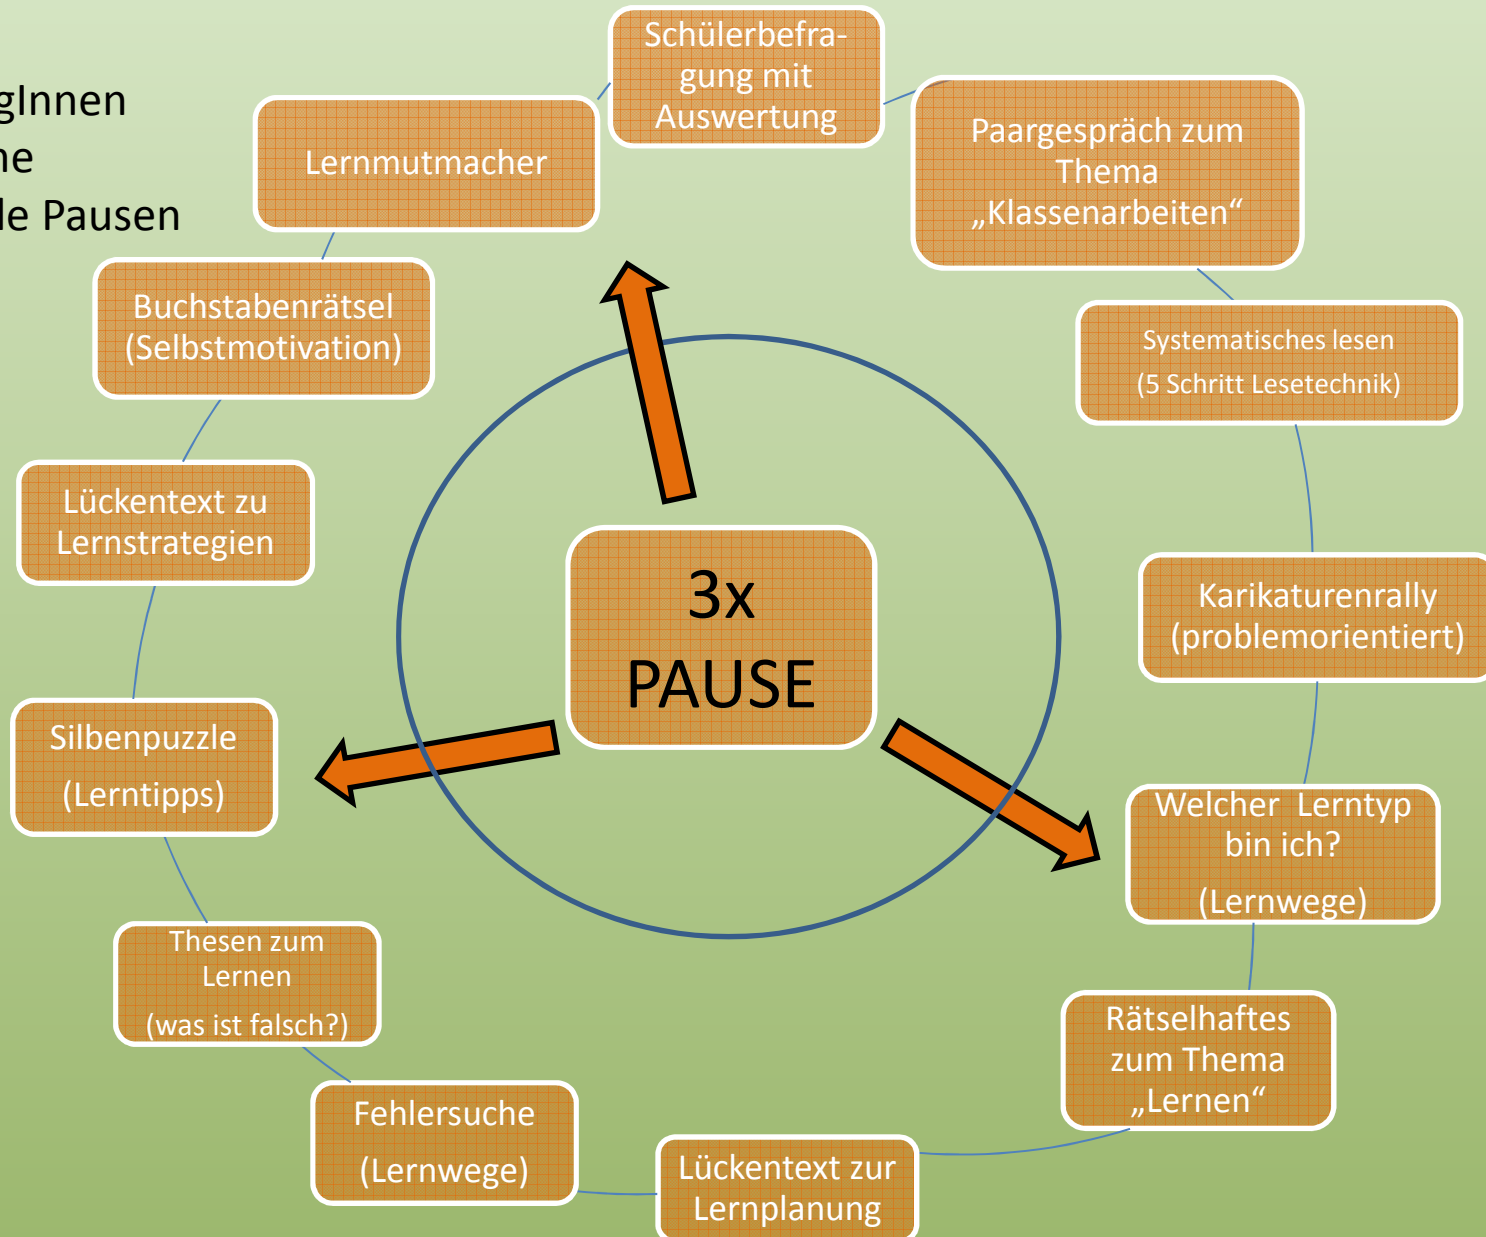 gInnen
ne
le Pausen
Schülerbefra-
gung mit
Auswertung
Paargespräch zum
Thema
„Klassenarbeiten“
Systematisches lesen
(5 Schritt Lesetechnik)
Karikaturenrally
(problemorientiert)
Welcher Lerntyp
bin ich?
(Lernwege)
Rätselhaftes
zum Thema
„Lernen“
Lückentext zur
Lernplanung
Fehlersuche
(Lernwege)
Thesen zum
Lernen
(was ist falsch?)
Silbenpuzzle
(Lerntipps)
Lückentext zu
Lernstrategien
Buchstabenrätsel
(Selbstmotivation)
Lernmutmacher
3x
PAUSE